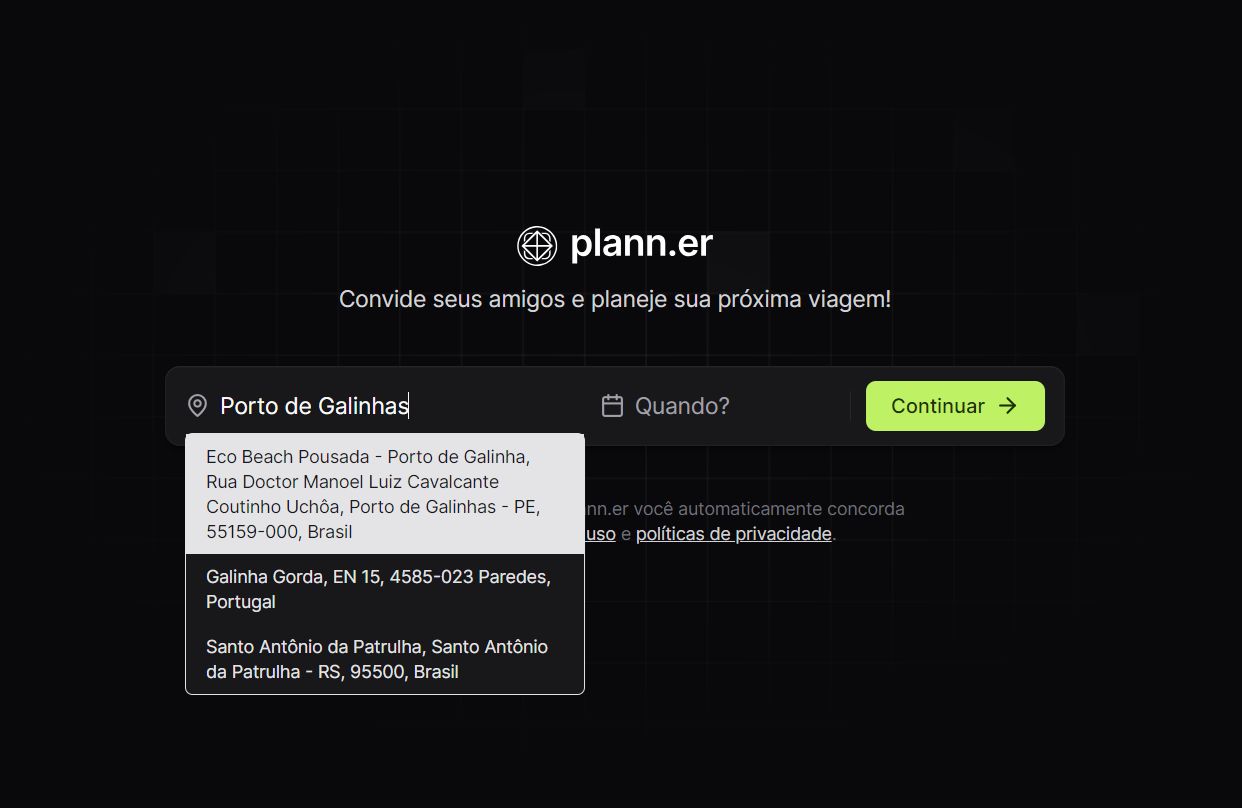 plann.er
Convide seus amigos e planeje sua próxima viagem!
Porto de Galinhas
Quando?
Continuar
Eco Beach Pousada - Porto de Galinha,
Rua Doctor Manoel Luiz Cavalcante
Coutinho Uchôa, Porto de Galinhas - PE,
55159-000, Brasil
Galinha Gorda, EN 15, 4585-023 Paredes,
Portugal
Santo Antônio da Patrulha, Santo Antônio
da Patrulha - RS, 95500, Brasil
nn.er você automaticamente concorda
uso e políticas de privacidade.